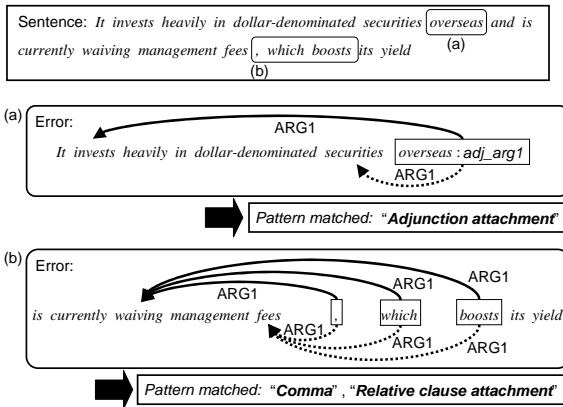 Sentence: It invests heavily in dollar-denominated securities overseas and is
(a)
currently waiving management fees , which boosts its yield
(b)
(a) Error:
ARG1
It invests heavily in dollar-denominated securities overseas : adj_arg1
ARG1
Pattern matched: “Adjunction attachment”
(b) Error:
ARG1
ARG1
ARG1
is currently waiving management fees , which boosts its yield
ARG1
ARG1
ARG1
Pattern matched: “Comma” , “Relative clause attachment”